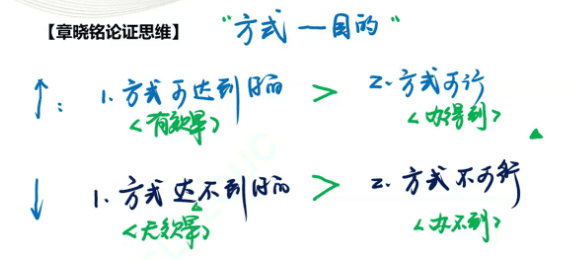 【章晓铭论证思维】 "方式—目的"
↑: 1. 方式可达到目的 > 2. 方式可行
<有效果> <办得到>
↓ 1. 方式达不到目的 > 2. 方式不可行
<无效果> <办不到>